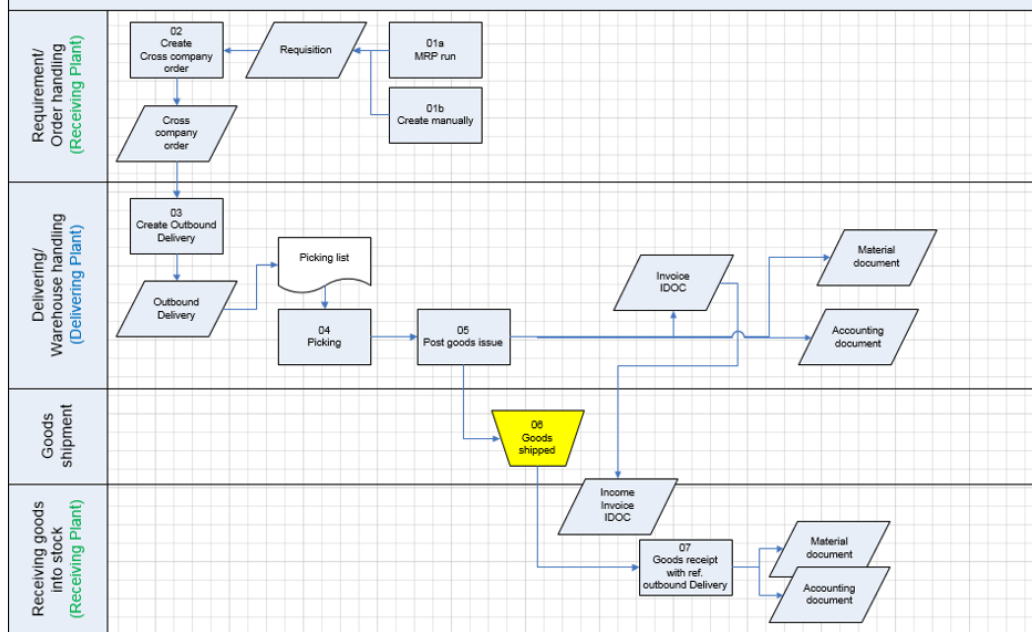 Requirement/
Order handling
(Receiving Plant)
02
Create
Cross company
order
Requisition
01a
MRP run
01b
Create manually
Cross
company
order
Delivering/
Warehouse handling
(Delivering Plant)
03
Create Outbound
Delivery
Outbound
Delivery
Picking list
04
Picking
05
Post goods issue
Invoice
IDOC
Material
document
Accounting
document
Goods
shipment
06
Goods
shipped
Receiving goods
into stock
(Receiving Plant)
Income
Invoice
IDOC
07
Goods receipt
with ref.
outbound Delivery
Material
document
Accounting
document